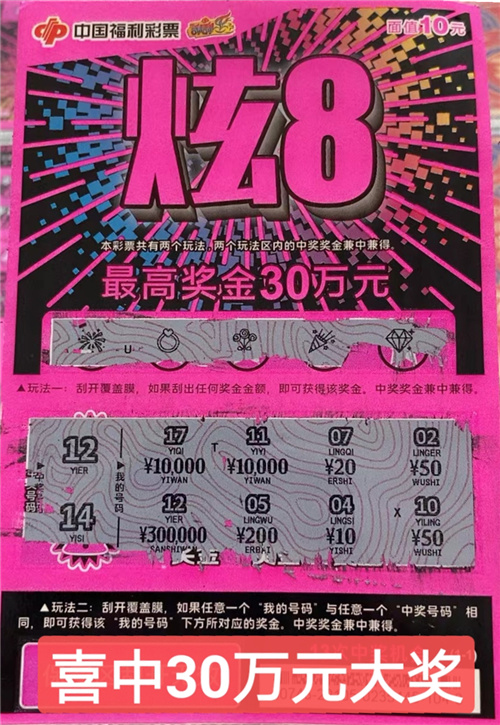 中国福利彩票 面值10元
炫8
本彩票共有两个玩法，两个玩法区内的中奖奖金兼中兼得。
最高奖金30万元
U
▲玩法一：刮开覆盖膜，如果刮出任何奖金金额，即可获得该奖金。中奖奖金兼中兼得。
中奖号码
12
YIER
14
YISI
我的号码
17 T 11 07 02
YIQI YIYI LINGQI LINGER
¥10,000 ¥10,000 ¥20 ¥50
YIWAN YIWAN ERSHI WUSHI
12 05 04 X 10
YIER LINGWU LINGSI YILING
¥300,000 ¥200 ¥10 ¥50
SANSHIW ERBAI YISHI WUSHI
▲玩法二：刮开覆盖膜，如果任意一个“我的号码”与任意一个“中奖号码”相
同，即可获得该“我的号码”下方所对应的奖金。中奖奖金兼中兼得。
喜中30万元大奖